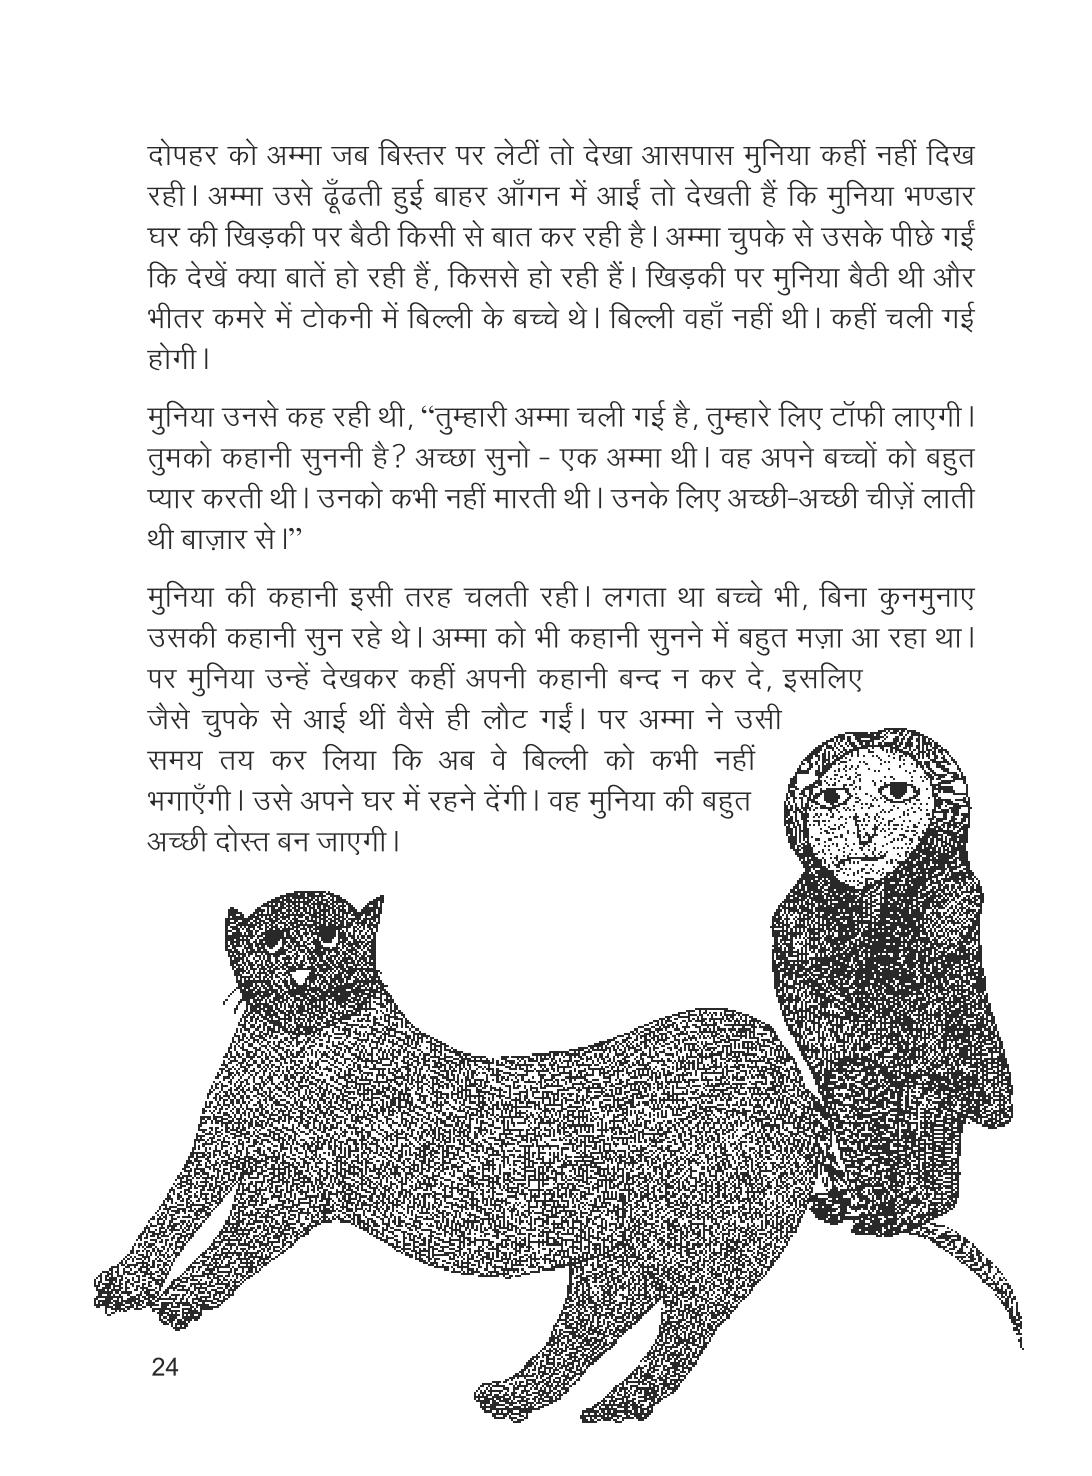 दोपहर को अम्मा जब बिस्तर पर लेटीं तो देखा आसपास मुनिया कहीं नहीं दिख
रही। अम्मा उसे ढूँढती हुई बाहर आँगन में आईं तो देखती हैं कि मुनिया भण्डार
घर की खिड़की पर बैठी किसी से बात कर रही है। अम्मा चुपके से उसके पीछे गईं
कि देखें क्या बातें हो रही हैं, किससे हो रही हैं। खिड़की पर मुनिया बैठी थी और
भीतर कमरे में टोकनी में बिल्ली के बच्चे थे। बिल्ली वहाँ नहीं थी। कहीं चली गई
होगी।
मुनिया उनसे कह रही थी, “तुम्हारी अम्मा चली गई है, तुम्हारे लिए टॉफी लाएगी।
तुमको कहानी सुननी है? अच्छा सुनो - एक अम्मा थी। वह अपने बच्चों को बहुत
प्यार करती थी। उनको कभी नहीं मारती थी। उनके लिए अच्छी-अच्छी चीज़ें लाती
थी बाज़ार से।”
मुनिया की कहानी इसी तरह चलती रही। लगता था बच्चे भी, बिना कुनमुनाए
उसकी कहानी सुन रहे थे। अम्मा को भी कहानी सुनने में बहुत मज़ा आ रहा था।
पर मुनिया उन्हें देखकर कहीं अपनी कहानी बन्द न कर दे, इसलिए
जैसे चुपके से आई थीं वैसे ही लौट गईं। पर अम्मा ने उसी
समय तय कर लिया कि अब वे बिल्ली को कभी नहीं
भगाएँगी। उसे अपने घर में रहने देंगी। वह मुनिया की बहुत
अच्छी दोस्त बन जाएगी।
24